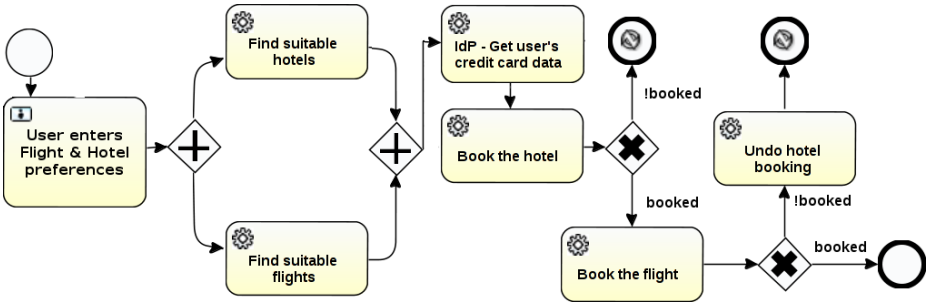 User enters
Flight & Hotel
preferences
Find suitable
hotels
Find suitable
flights
IdP - Get user's
credit card data
Book the hotel
!booked
booked
Book the flight
Undo hotel
booking
!booked
booked